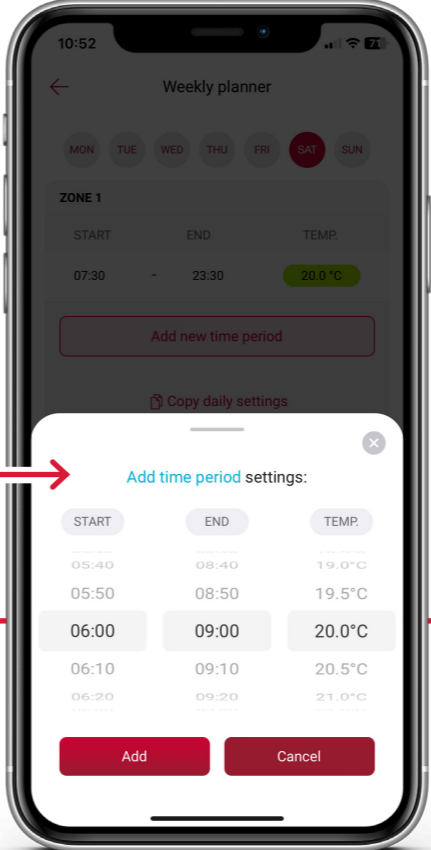 10:52
71
Weekly planner
MON TUE WED THU FRI SAT SUN
ZONE 1
START END TEMP.
07:30 - 23:30 20.0 °C
Add new time period
Copy daily settings
Add time period settings:
START END TEMP.
05:40 08:40 19.0°C
05:50 08:50 19.5°C
06:00 09:00 20.0°C
06:10 09:10 20.5°C
06:20 09:20 21.0°C
Add Cancel